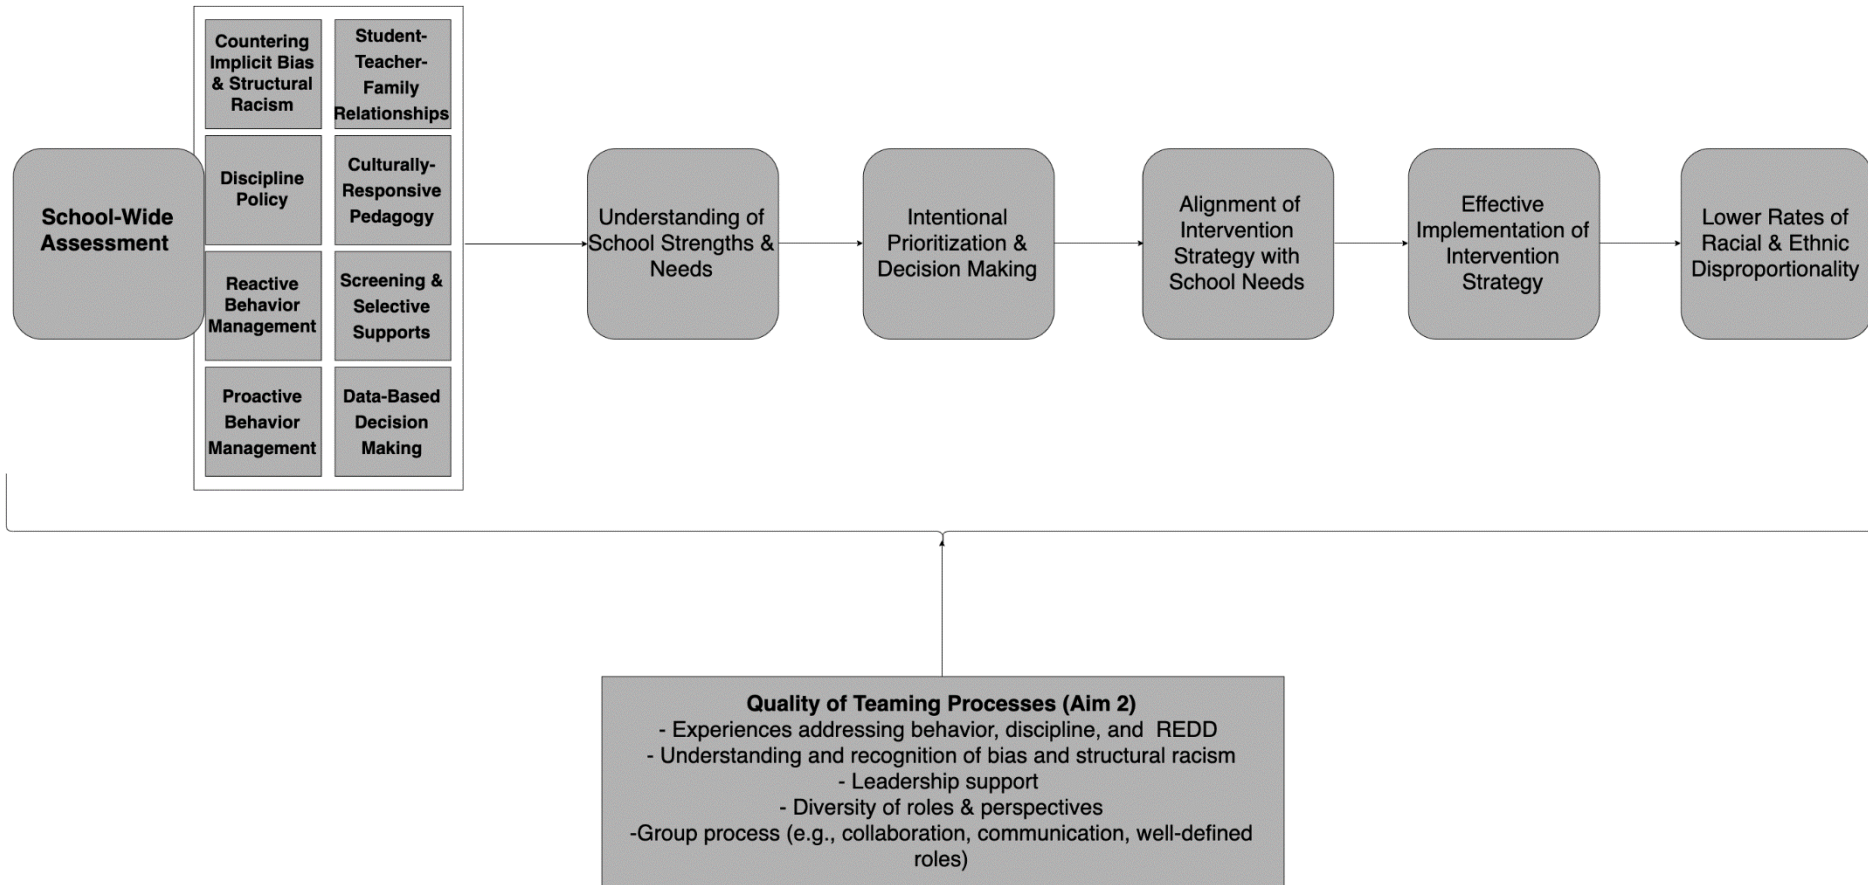 School-Wide
Assessment
Countering
Implicit Bias
& Structural
Racism
Student-
Teacher-
Family
Relationships
Discipline
Policy
Culturally-
Responsive
Pedagogy
Reactive
Behavior
Management
Screening &
Selective
Supports
Proactive
Behavior
Management
Data-Based
Decision
Making
Understanding of
School Strengths &
Needs
Intentional
Prioritization &
Decision Making
Alignment of
Intervention
Strategy with
School Needs
Effective
Implementation of
Intervention
Strategy
Lower Rates of
Racial & Ethnic
Disproportionality
Quality of Teaming Processes (Aim 2)
- Experiences addressing behavior, discipline, and REDD
- Understanding and recognition of bias and structural racism
- Leadership support
- Diversity of roles & perspectives
-Group process (e.g., collaboration, communication, well-defined
roles)